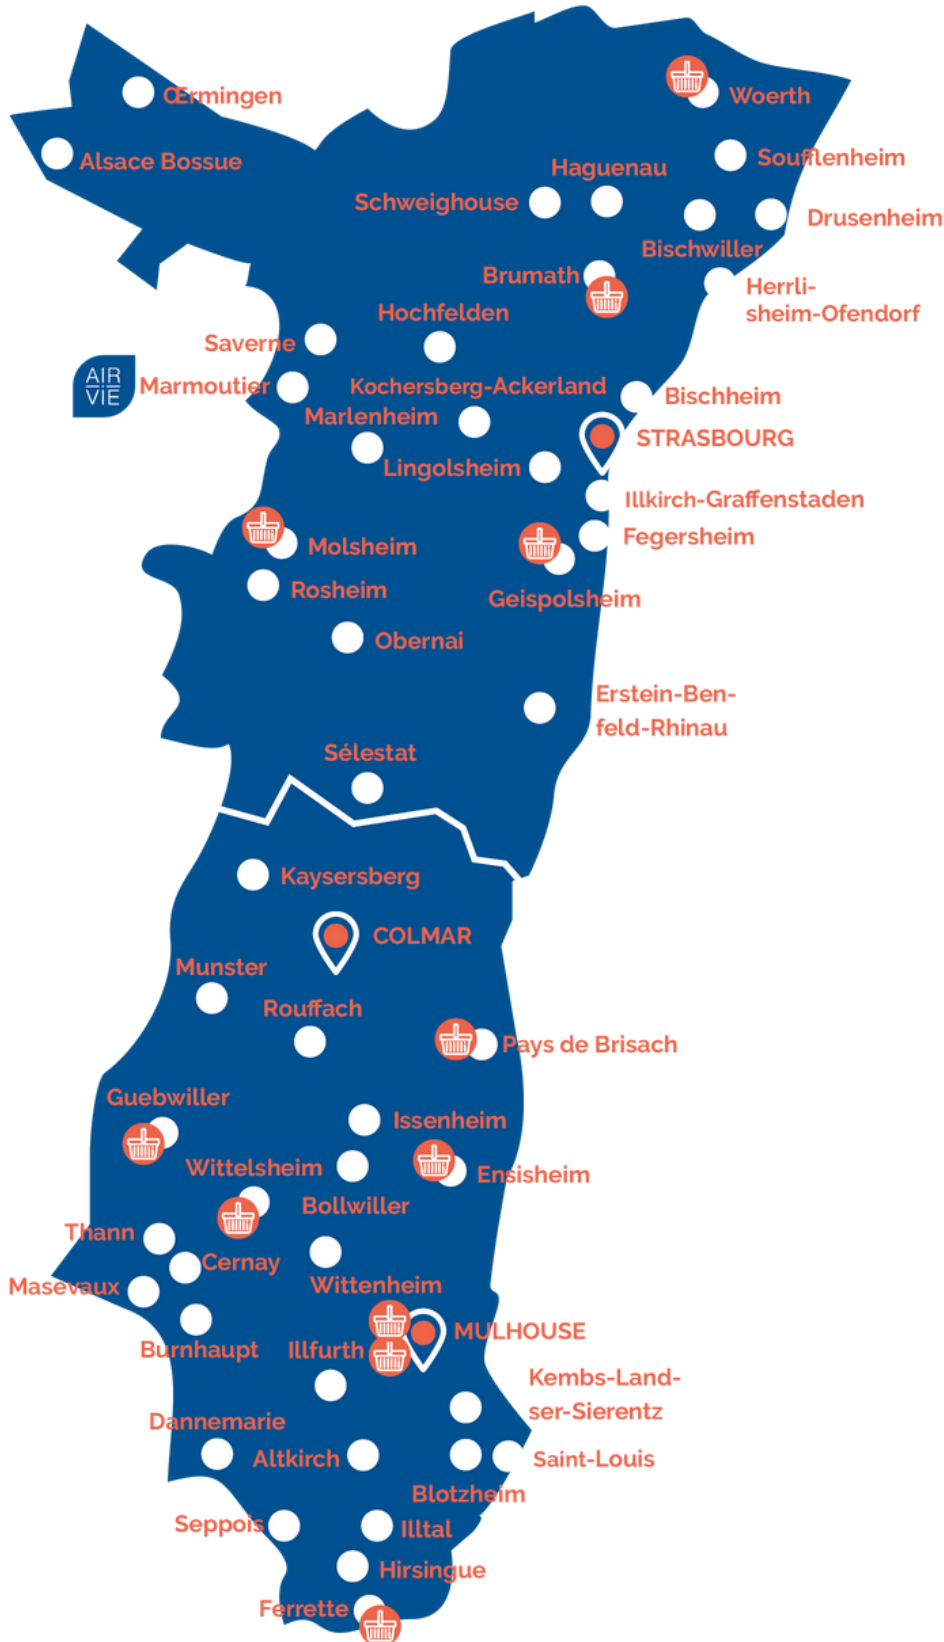 Œrmingen
Woerth
Alsace Bossue
Soufflenheim
Haguenau
Schweighouse
Drusenheim
Bischwiller
Brumath
Herrli-
sheim-Ofendorf
Hochfelden
Saverne
AIR
VIE
Marmoutier
Kochersberg-Ackerland
Bischheim
Marlenheim
STRASBOURG
Lingolsheim
Illkirch-Graffenstaden
Fegersheim
Molsheim
Rosheim
Geispolsheim
Obernai
Erstein-Ben-
feld-Rhinau
Sélestat
Kaysersberg
COLMAR
Munster
Rouffach
Pays de Brisach
Guebwiller
Issenheim
Wittelsheim
Ensisheim
Bollwiller
Thann
Cernay
Masevaux
Wittenheim
MULHOUSE
Burnhaupt
Illfurth
Kembs-Land-
ser-Sierentz
Dannemarie
Altkirch
Saint-Louis
Blotzheim
Seppois
Illtal
Hirsingue
Ferrette